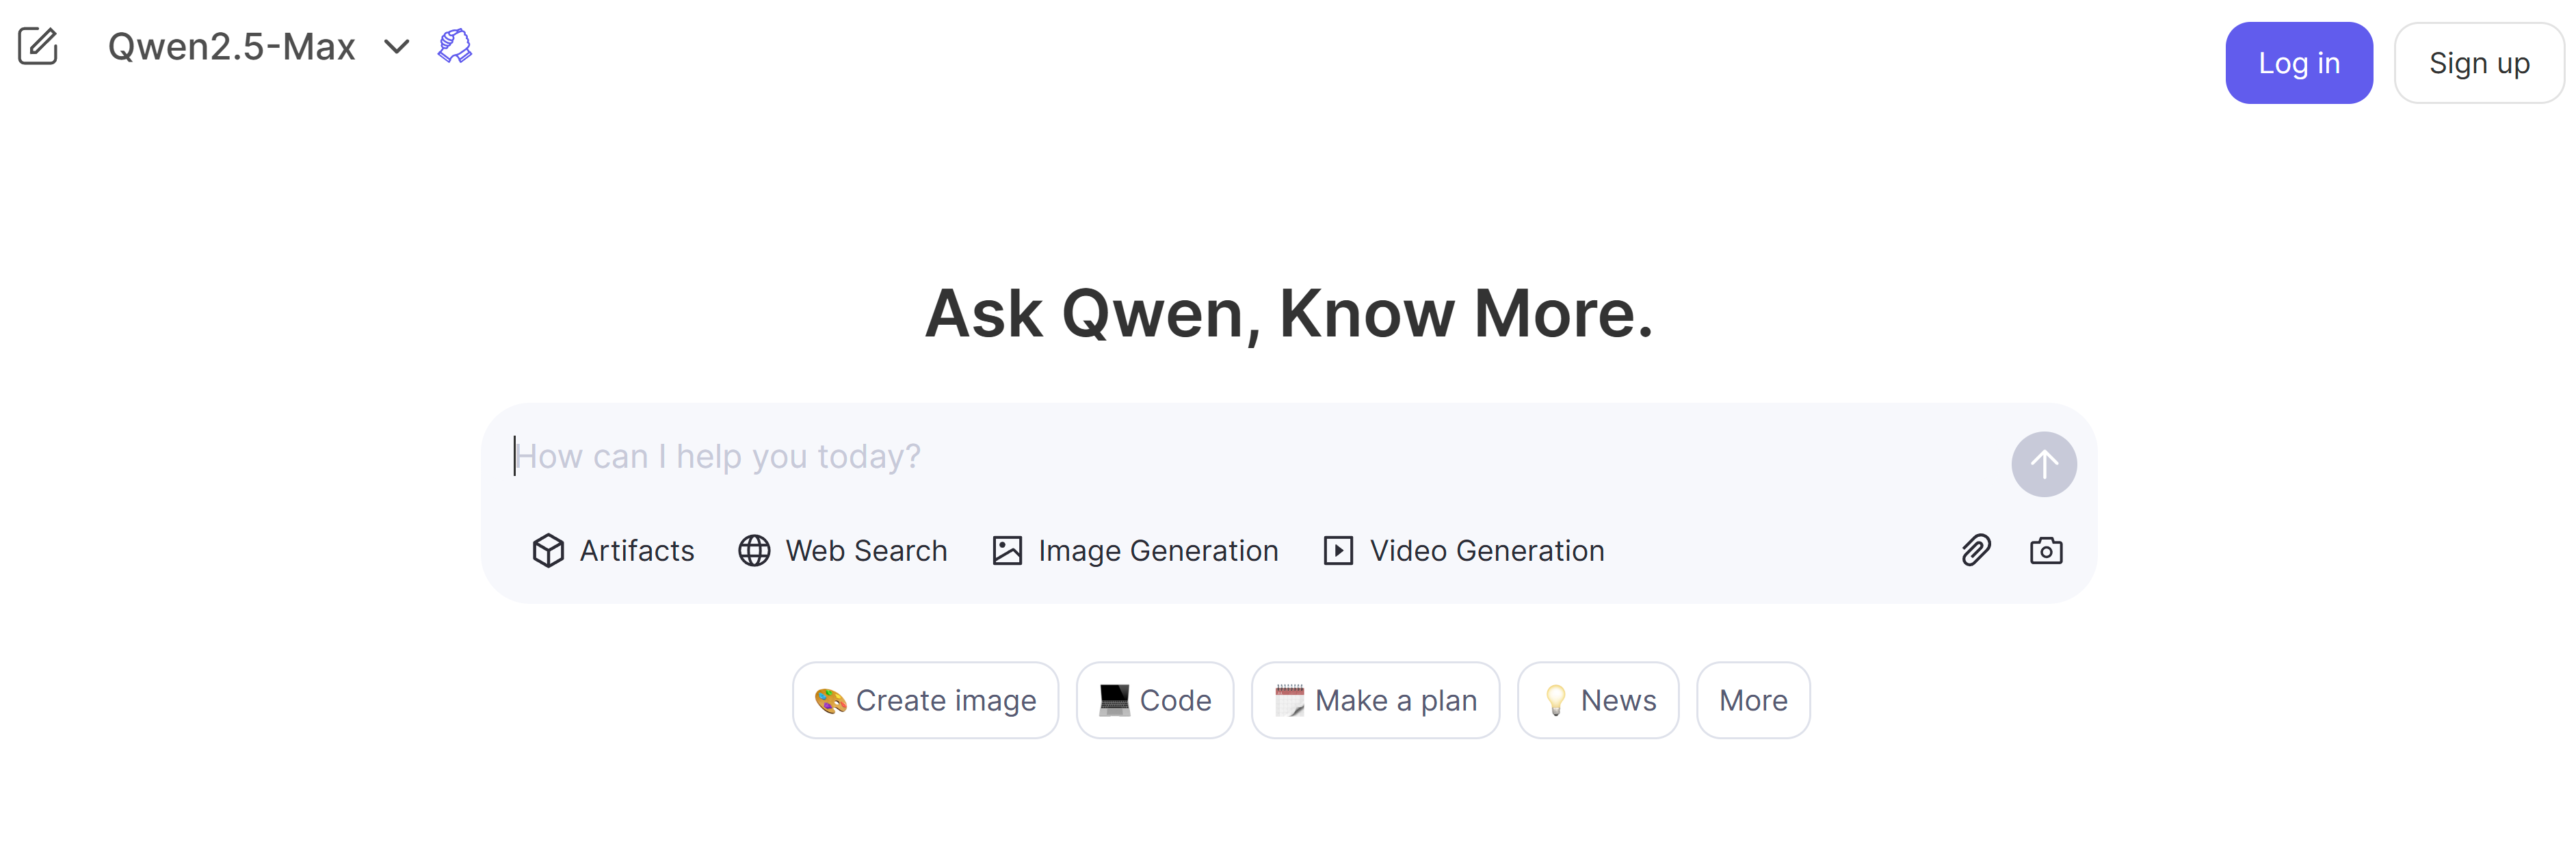 Qwen2.5-Max
Log in
Sign up
Ask Qwen, Know More.
How can I help you today?
Artifacts Web Search Image Generation Video Generation
Create image Code Make a plan News More